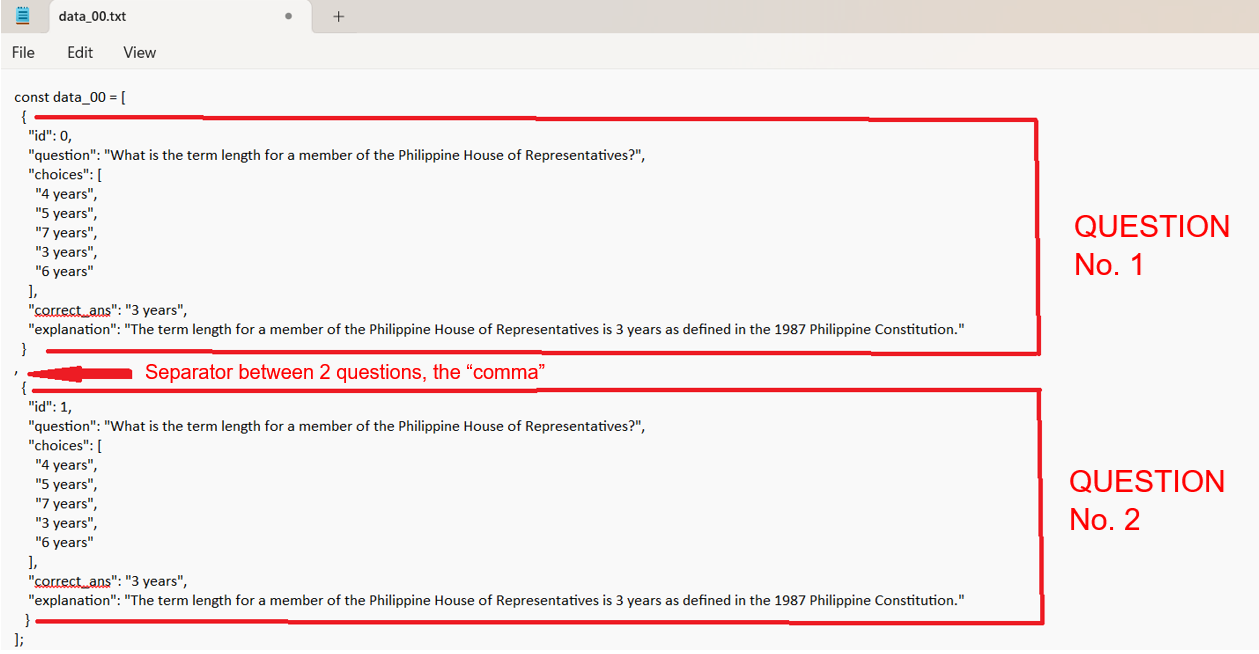 data_00.txt
File Edit View
const data_00 = [
{
"id": 0,
"question": "What is the term length for a member of the Philippine House of Representatives?",
"choices": [
"4 years",
"5 years",
"7 years",
"3 years",
"6 years"
],
"correct_ans": "3 years",
"explanation": "The term length for a member of the Philippine House of Representatives is 3 years as defined in the 1987 Philippine Constitution."
}
QUESTION
No. 1
, Separator between 2 questions, the “comma”
{
"id": 1,
"question": "What is the term length for a member of the Philippine House of Representatives?",
"choices": [
"4 years",
"5 years",
"7 years",
"3 years",
"6 years"
],
"correct_ans": "3 years",
"explanation": "The term length for a member of the Philippine House of Representatives is 3 years as defined in the 1987 Philippine Constitution."
}
QUESTION
No. 2
];